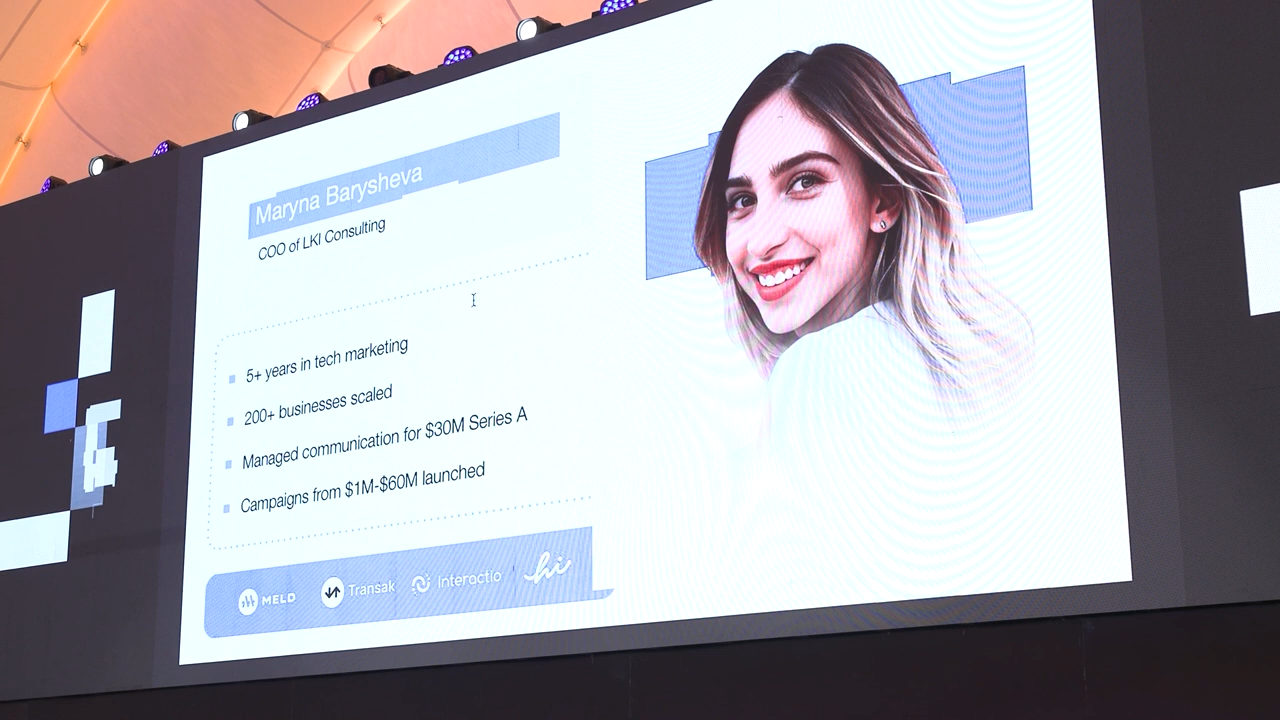 Maryna Barysheva
COO of LKI Consulting
5+ years in tech marketing
200+ businesses scaled
Managed communication for $30M Series A
Campaigns from $1M-$60M launched
MELD Transak Interactio hi